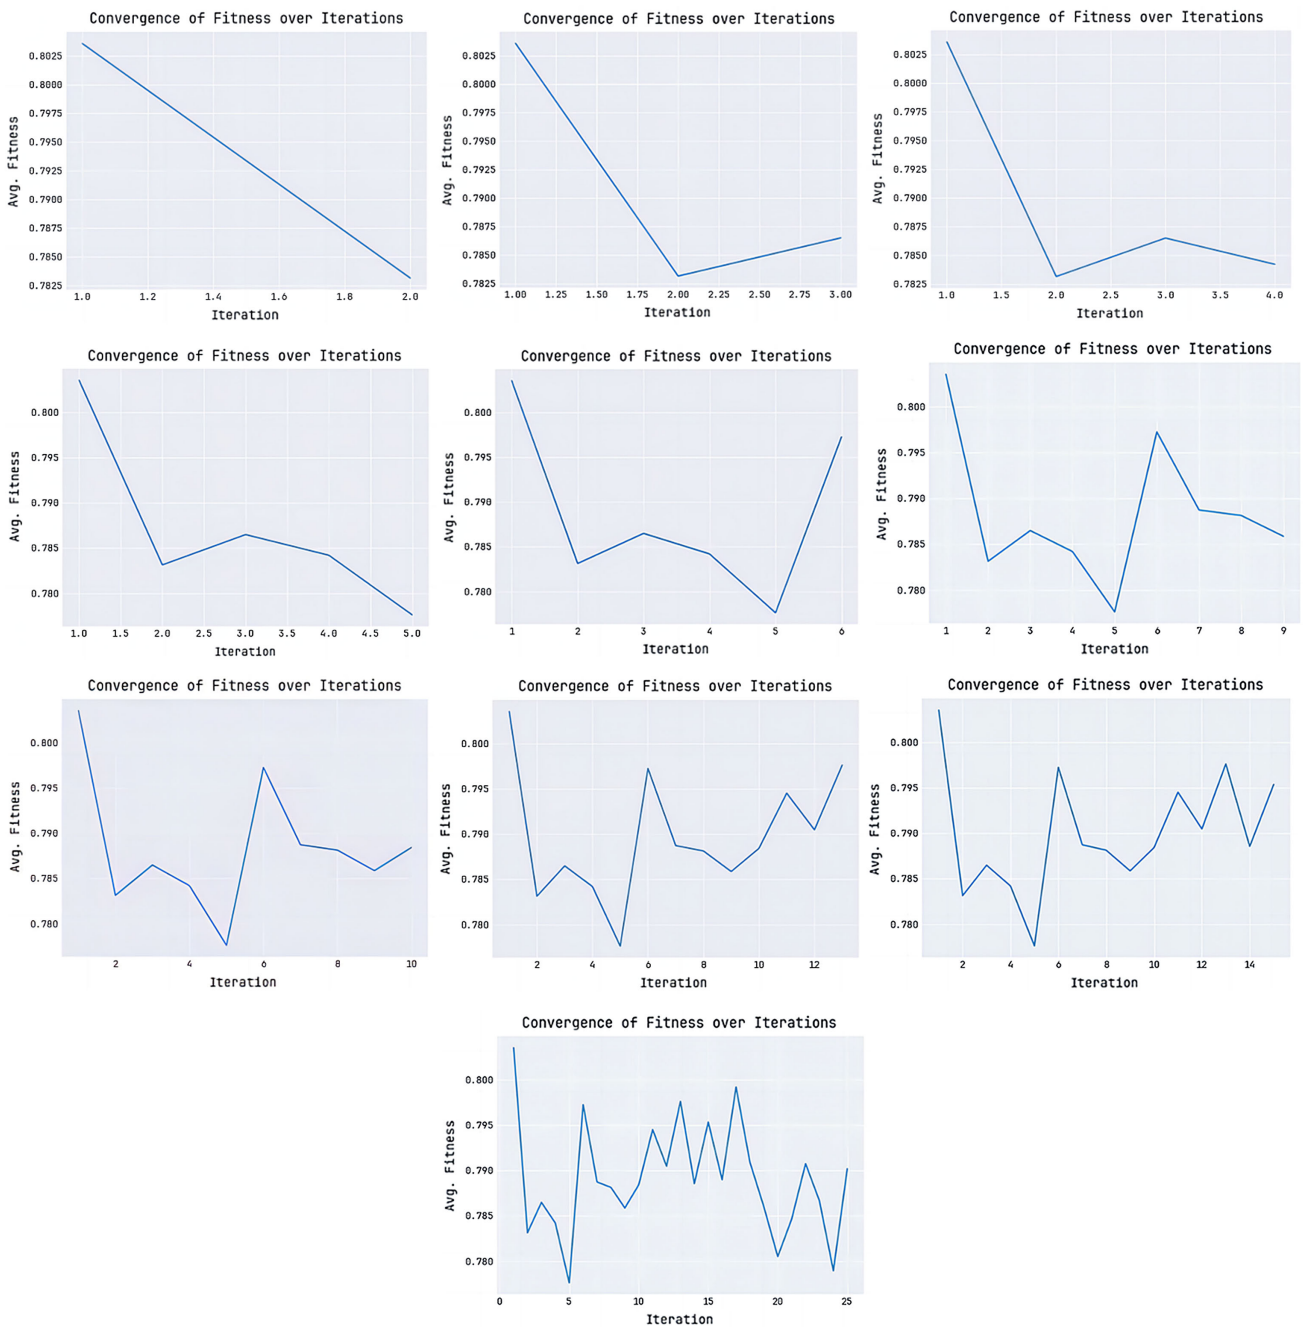 Convergence of Fitness over Iterations
Avg. Fitness
0.8025
0.8000
0.7975
0.7950
0.7925
0.7900
0.7875
0.7850
0.7825
1.0 1.2 1.4 1.6 1.8 2.0
Iteration
Convergence of Fitness over Iterations
Avg. Fitness
0.8025
0.8000
0.7975
0.7950
0.7925
0.7900
0.7875
0.7850
0.7825
1.00 1.25 1.50 1.75 2.00 2.25 2.50 2.75 3.00
Iteration
Convergence of Fitness over Iterations
Avg. Fitness
0.8025
0.8000
0.7975
0.7950
0.7925
0.7900
0.7875
0.7850
0.7825
1.0 1.5 2.0 2.5 3.0 3.5 4.0
Iteration
Convergence of Fitness over Iterations
Avg. Fitness
0.800
0.795
0.790
0.785
0.780
1.0 1.5 2.0 2.5 3.0 3.5 4.0 4.5 5.0
Iteration
Convergence of Fitness over Iterations
Avg. Fitness
0.800
0.795
0.790
0.785
0.780
1 2 3 4 5 6
Iteration
Convergence of Fitness over Iterations
Avg. Fitness
0.800
0.795
0.790
0.785
0.780
1 2 3 4 5 6 7 8 9
Iteration
Convergence of Fitness over Iterations
Avg. Fitness
0.800
0.795
0.790
0.785
0.780
2 4 6 8 10
Iteration
Convergence of Fitness over Iterations
Avg. Fitness
0.800
0.795
0.790
0.785
0.780
2 4 6 8 10 12
Iteration
Convergence of Fitness over Iterations
Avg. Fitness
0.800
0.795
0.790
0.785
0.780
2 4 6 8 10 12 14
Iteration
Convergence of Fitness over Iterations
Avg. Fitness
0.800
0.795
0.790
0.785
0.780
0 5 10 15 20 25
Iteration